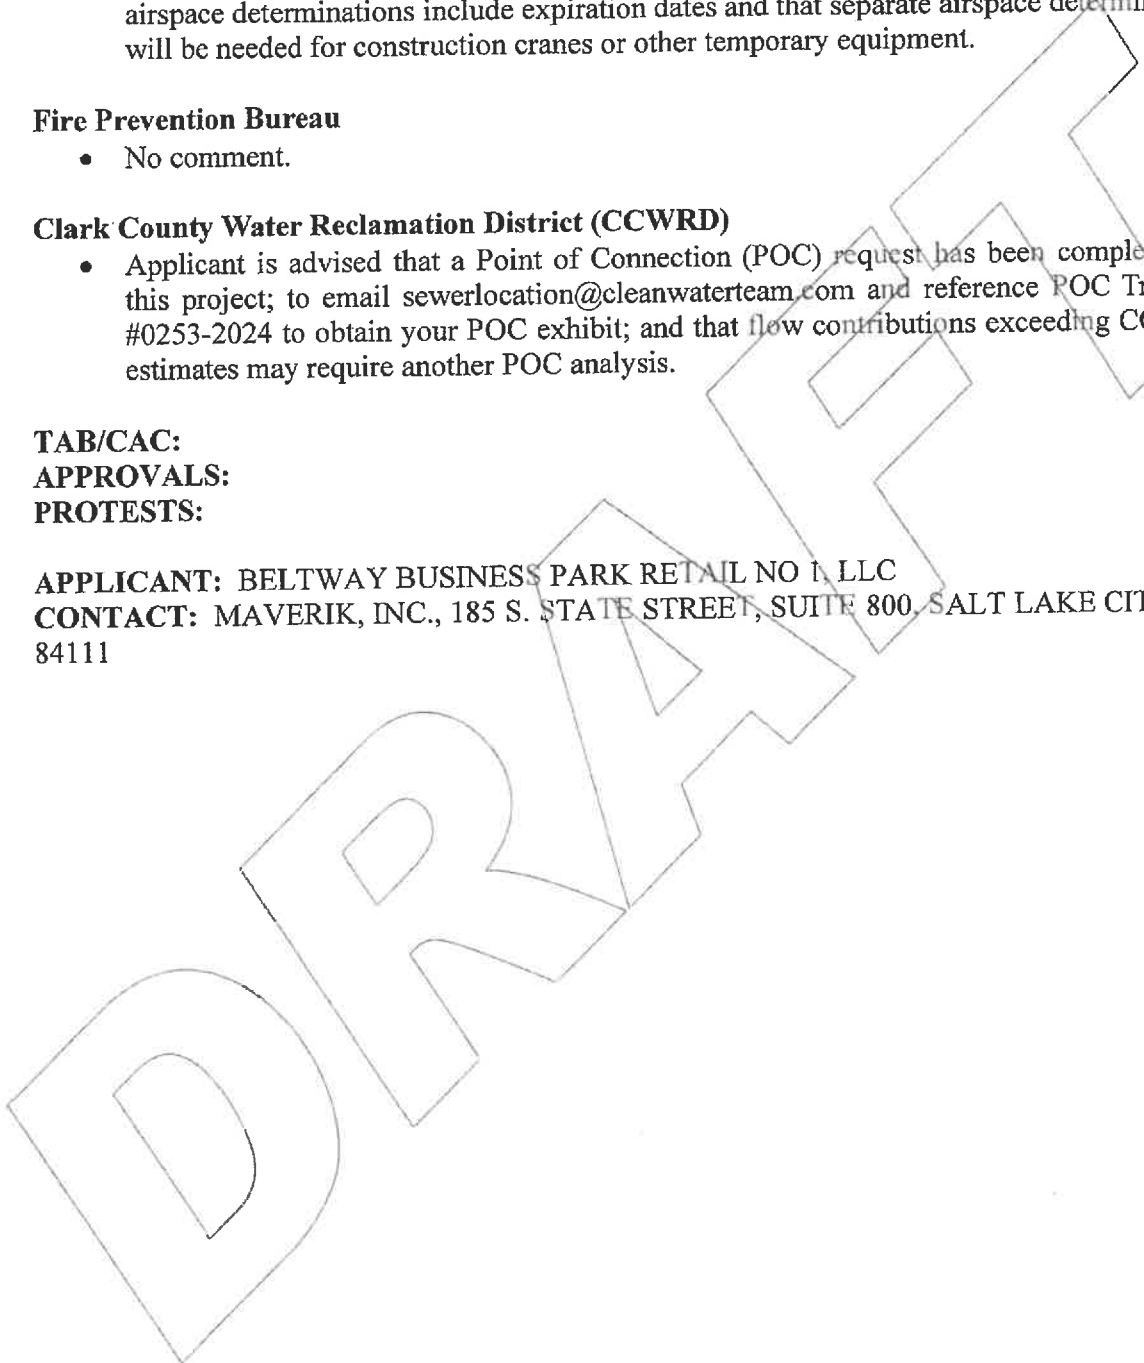 airspace determinations include expiration dates and that separate airspace
will be needed for construction cranes or other temporary equipment.
Fire Prevention Bureau
• No comment.
Clark County Water Reclamation District (CCWRD)
• Applicant is advised that a Point of Connection (POC) request has been
this project; to email sewerlocation@cleanwaterteam.com and reference POC
#0253-2024 to obtain your POC exhibit; and that flow contributions exceeding
estimates may require another POC analysis.
TAB/CAC:
APPROVALS:
PROTESTS:
APPLICANT: BELTWAY BUSINESS PARK RETAIL NO 1, LLC
CONTACT: MAVERIK, INC., 185 S. STATE STREET, SUITE 800, SALT LAKE
84111
DRAFT